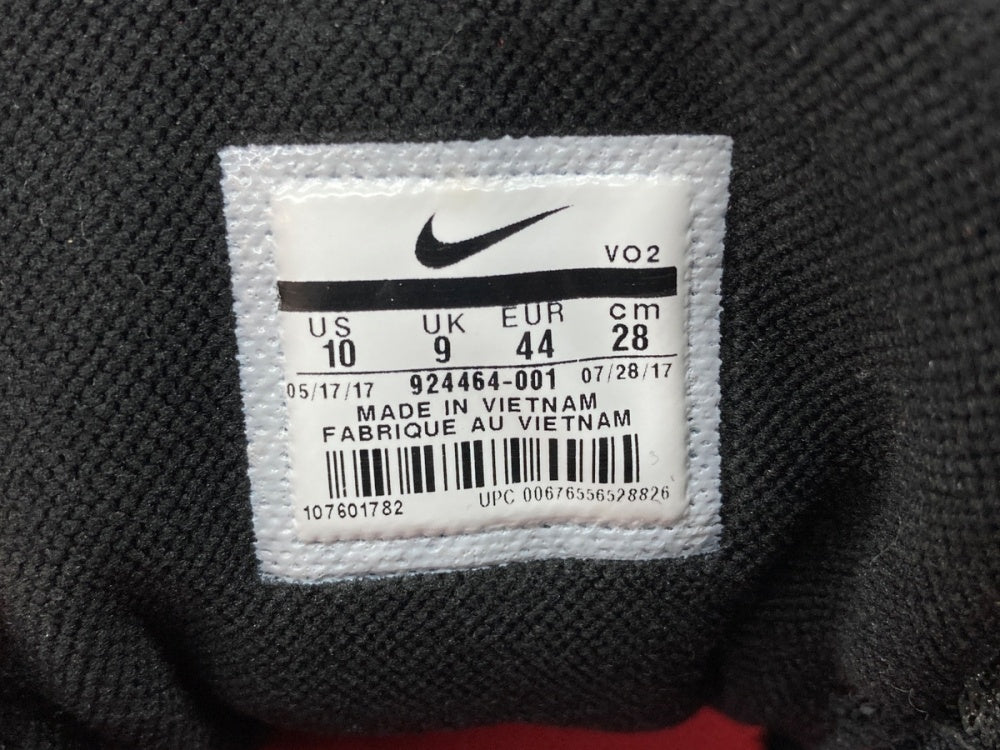 VO2
US UK EUR cm
10 9 44 28
05/17/17 924464-001 07/28/17
MADE IN VIETNAM
FABRIQUE AU VIETNAM
107601782 UPC 00676556528826